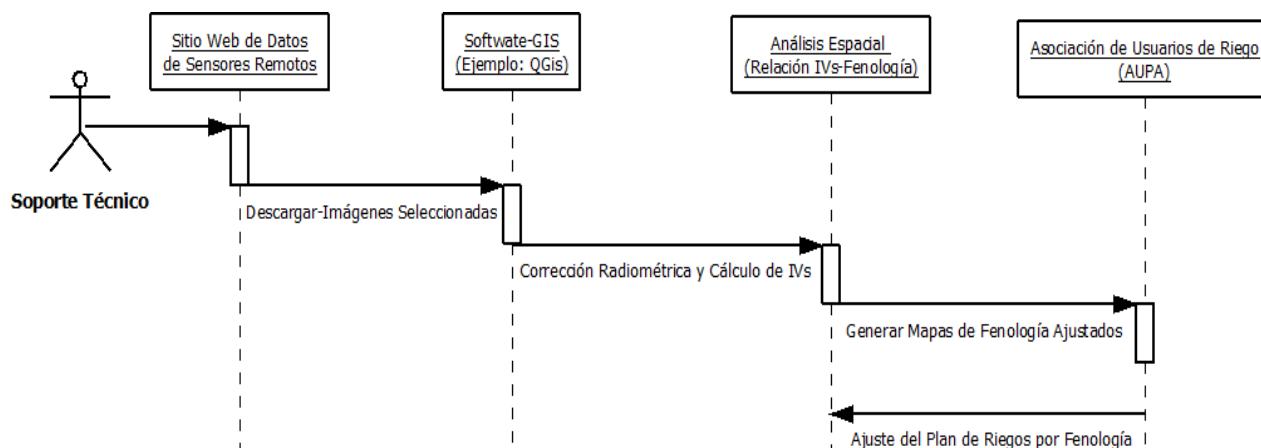 Sitio Web de Datos
de Sensores Remotos
Softwate-GIS
(Ejemplo: QGis)
Análisis Espacial
(Relación IVs-Fenología)
Asociación de Usuarios de Riego
(AUPA)
Soporte Técnico
Descargar-Imágenes Seleccionadas
Corrección Radiométrica y Cálculo de IVs
Generar Mapas de Fenología Ajustados
Ajuste del Plan de Riegos por Fenología